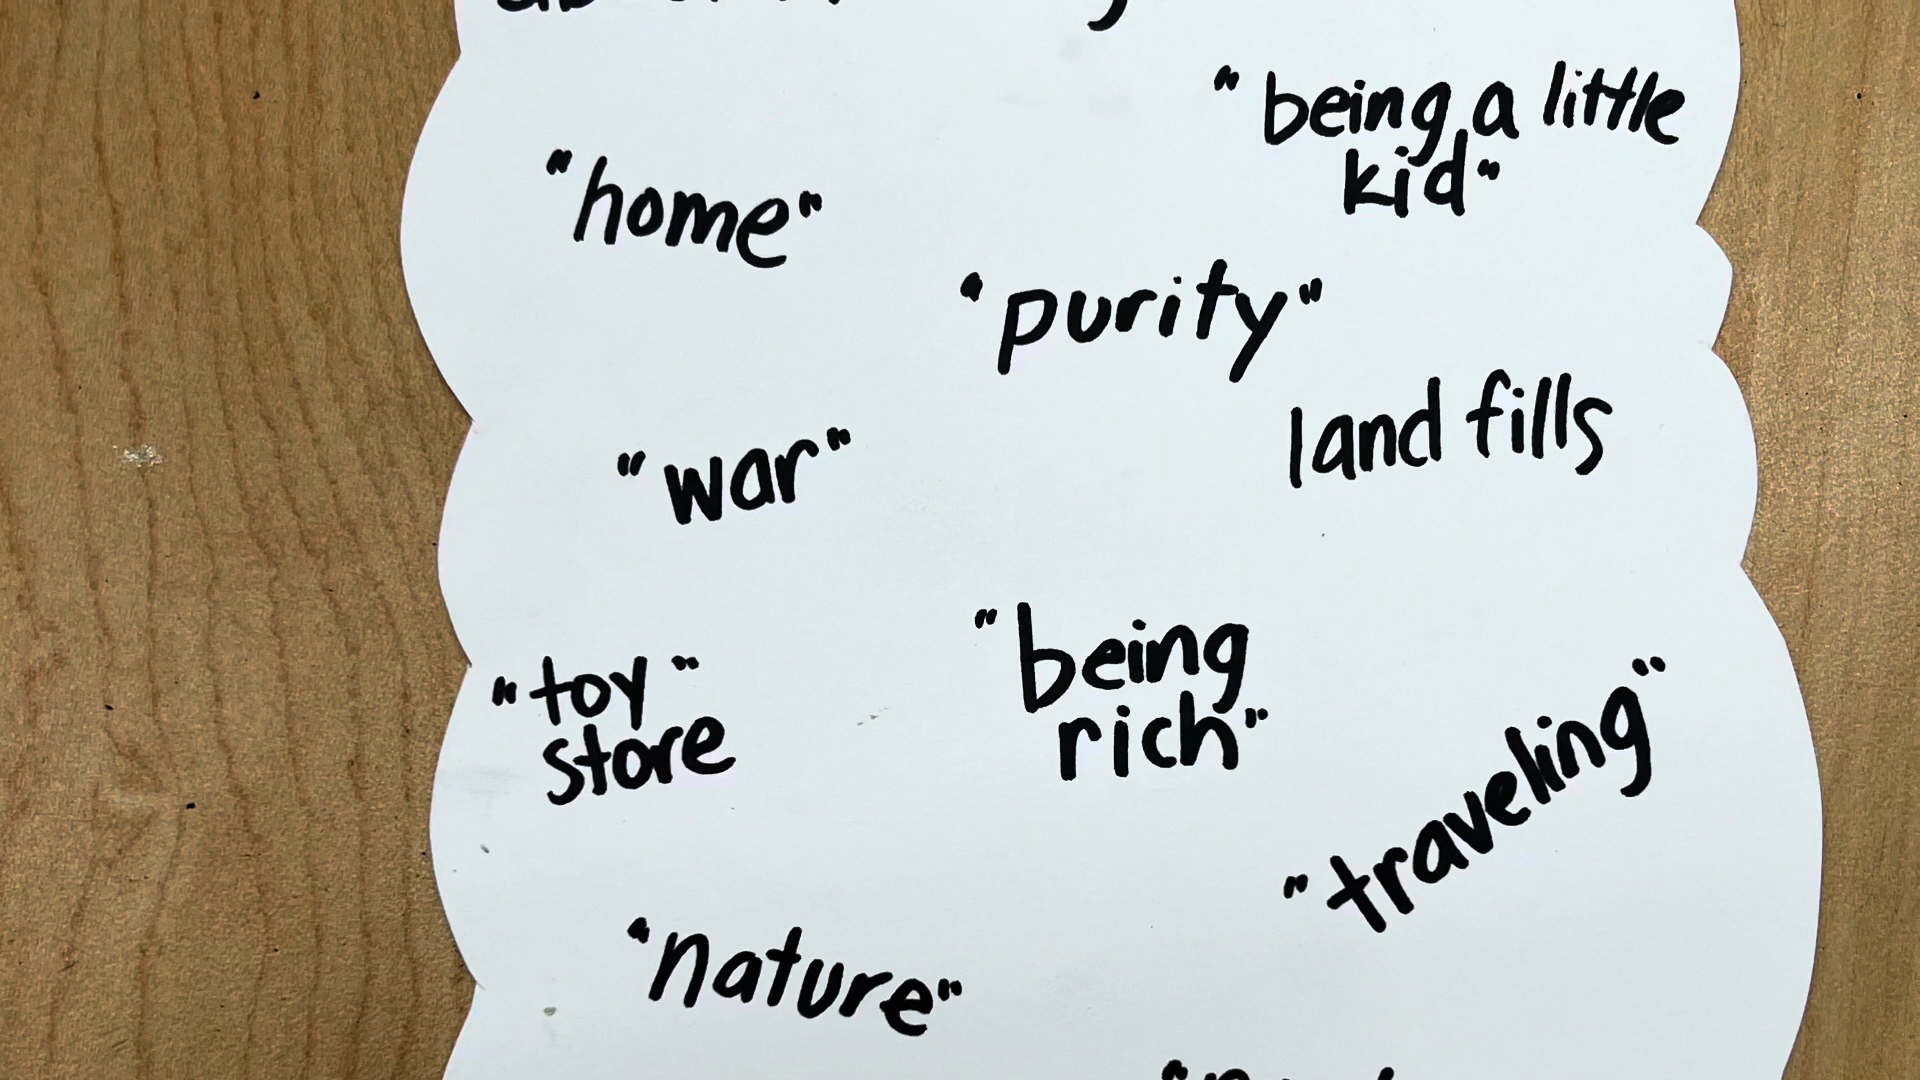 "being a little
kid"
"home"
"purity"
land fills
"war"
"being
rich"
"toy"
store
"traveling"
"nature"